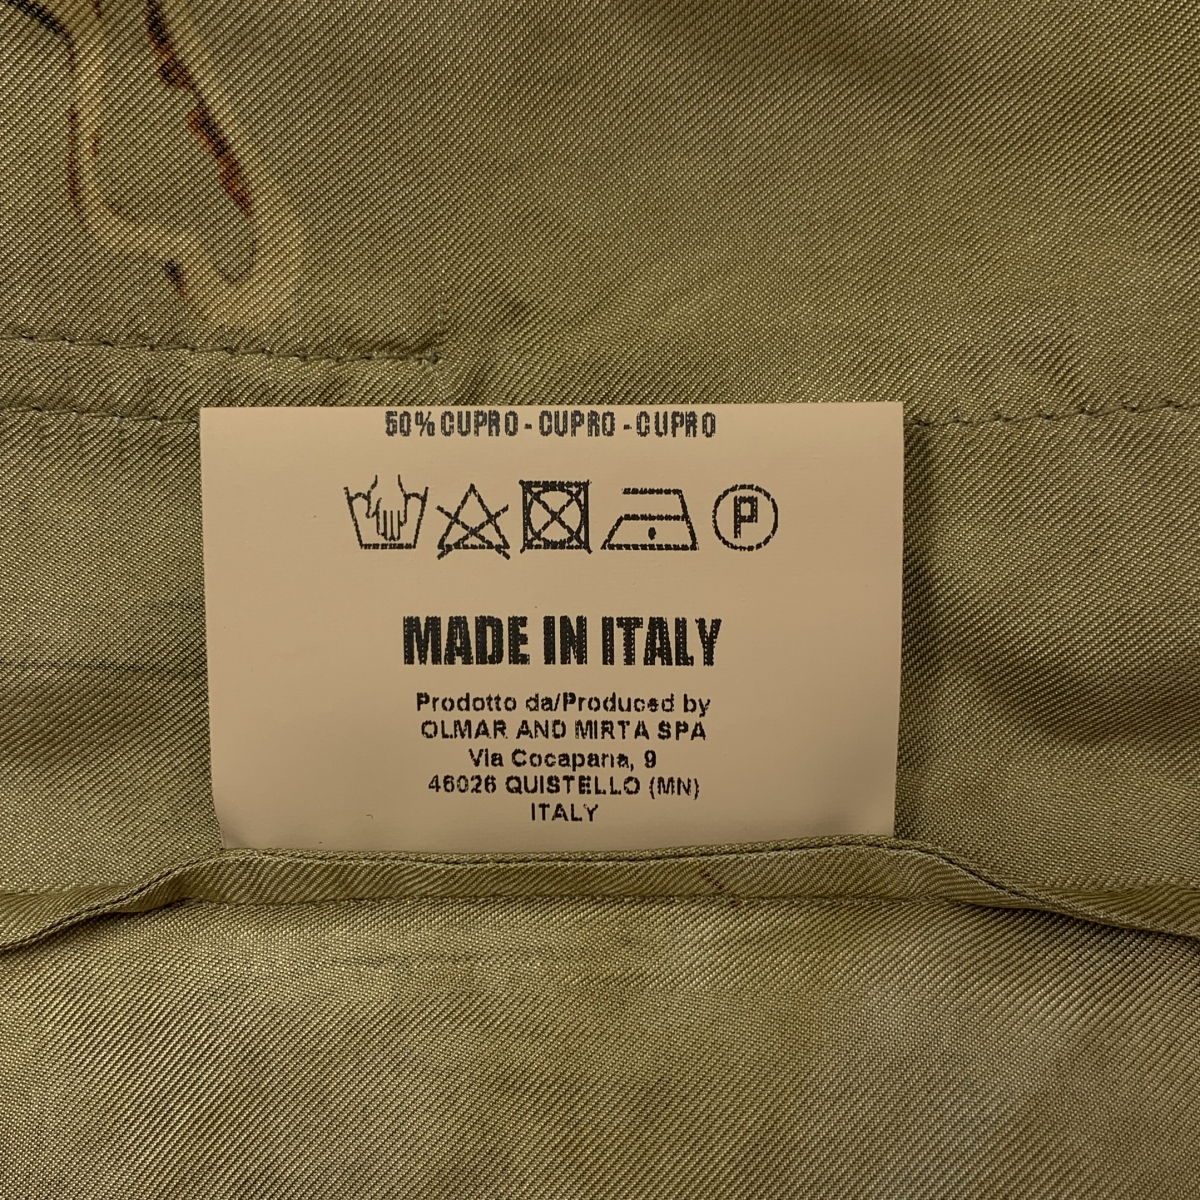 50% CUPRO - CUPRO - CUPRO
P
MADE IN ITALY
Prodotto da/Produced by
OLMAR AND MIRTA SPA
Via Cocapana, 9
46026 QUISTELLO (MN)
ITALY